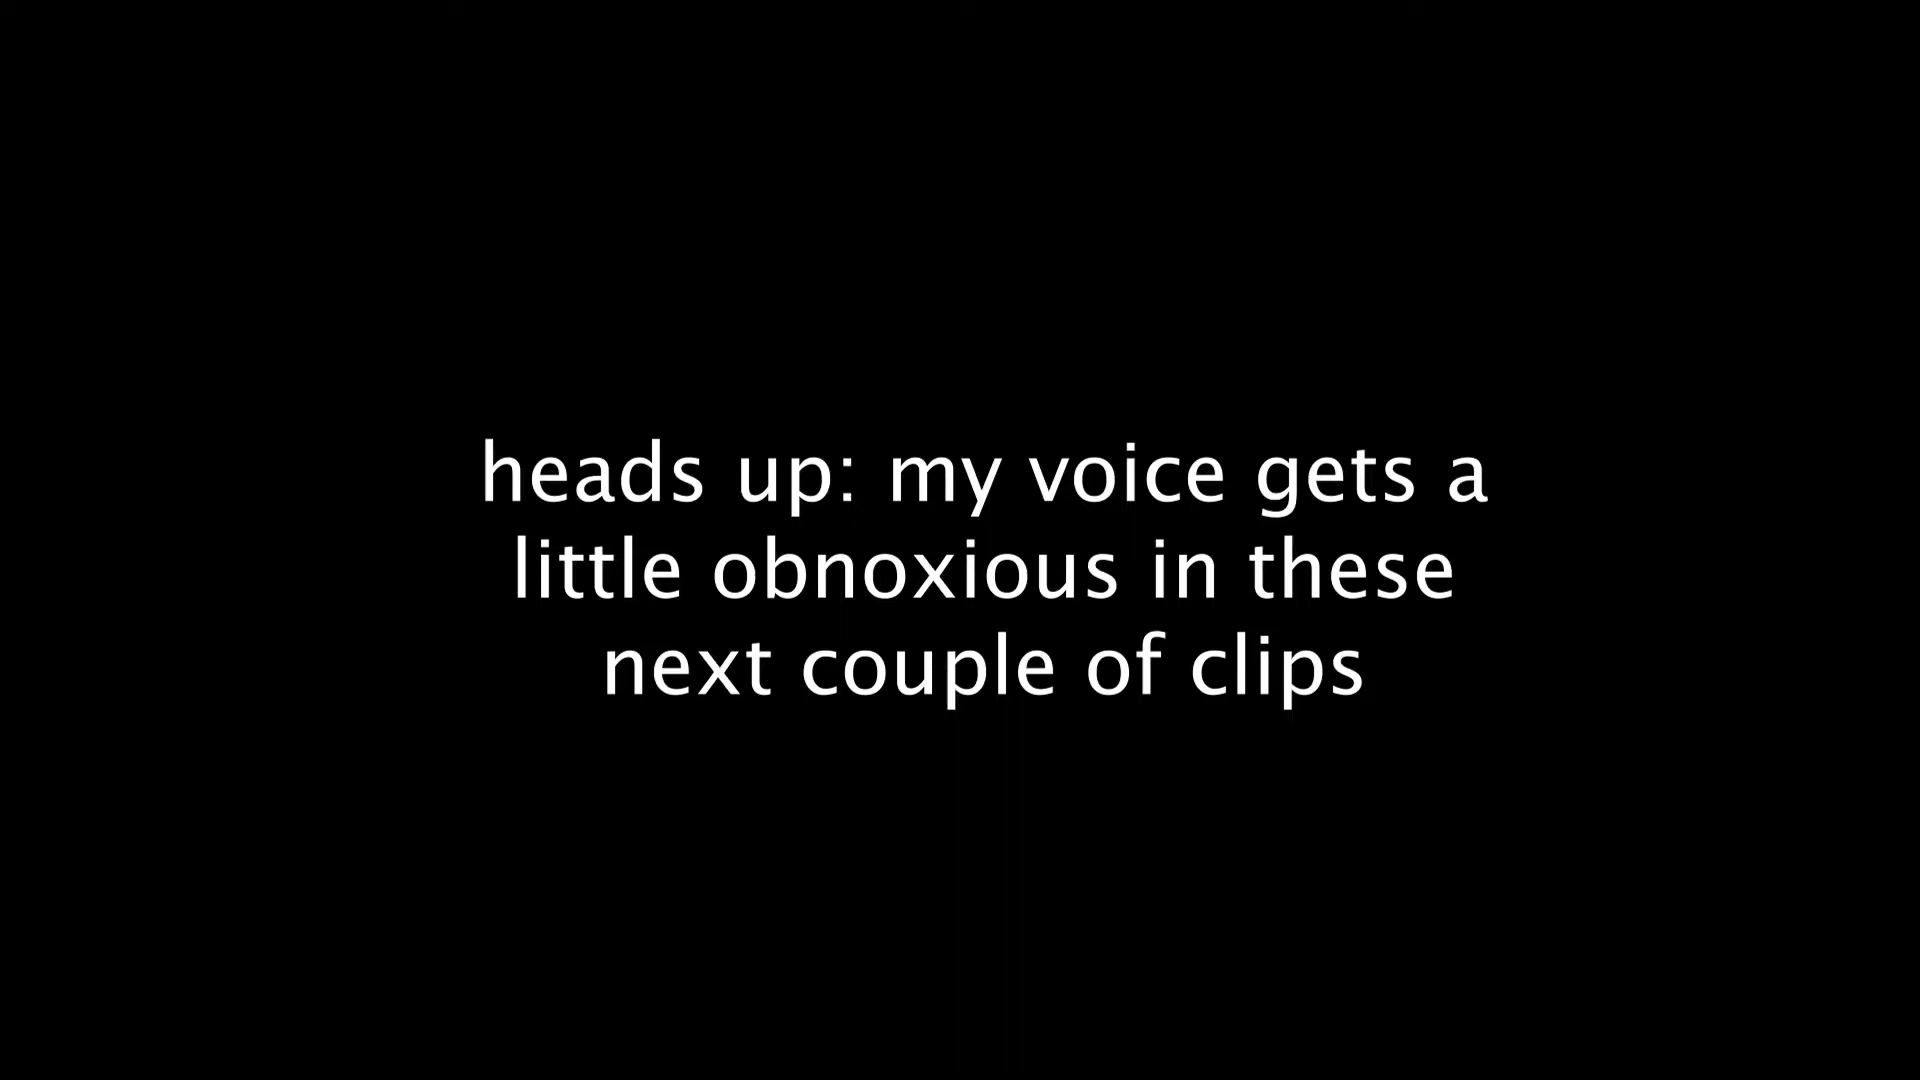 heads up: my voice gets a
little obnoxious in these
next couple of clips